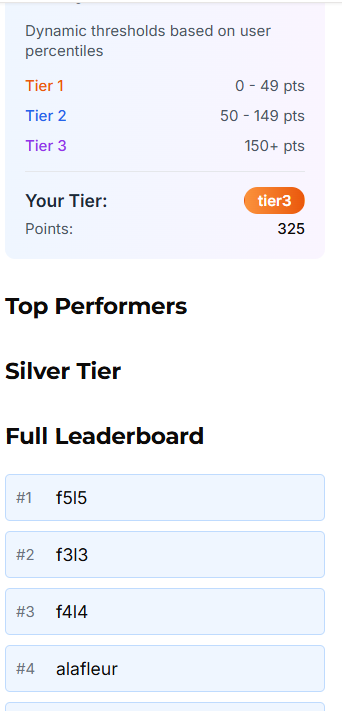 Dynamic thresholds based on user
percentiles
Tier 1 0 - 49 pts
Tier 2 50 - 149 pts
Tier 3 150+ pts
Your Tier: tier3
Points: 325
Top Performers
Silver Tier
Full Leaderboard
#1 f5l5
#2 f3l3
#3 f4l4
#4 alafleur